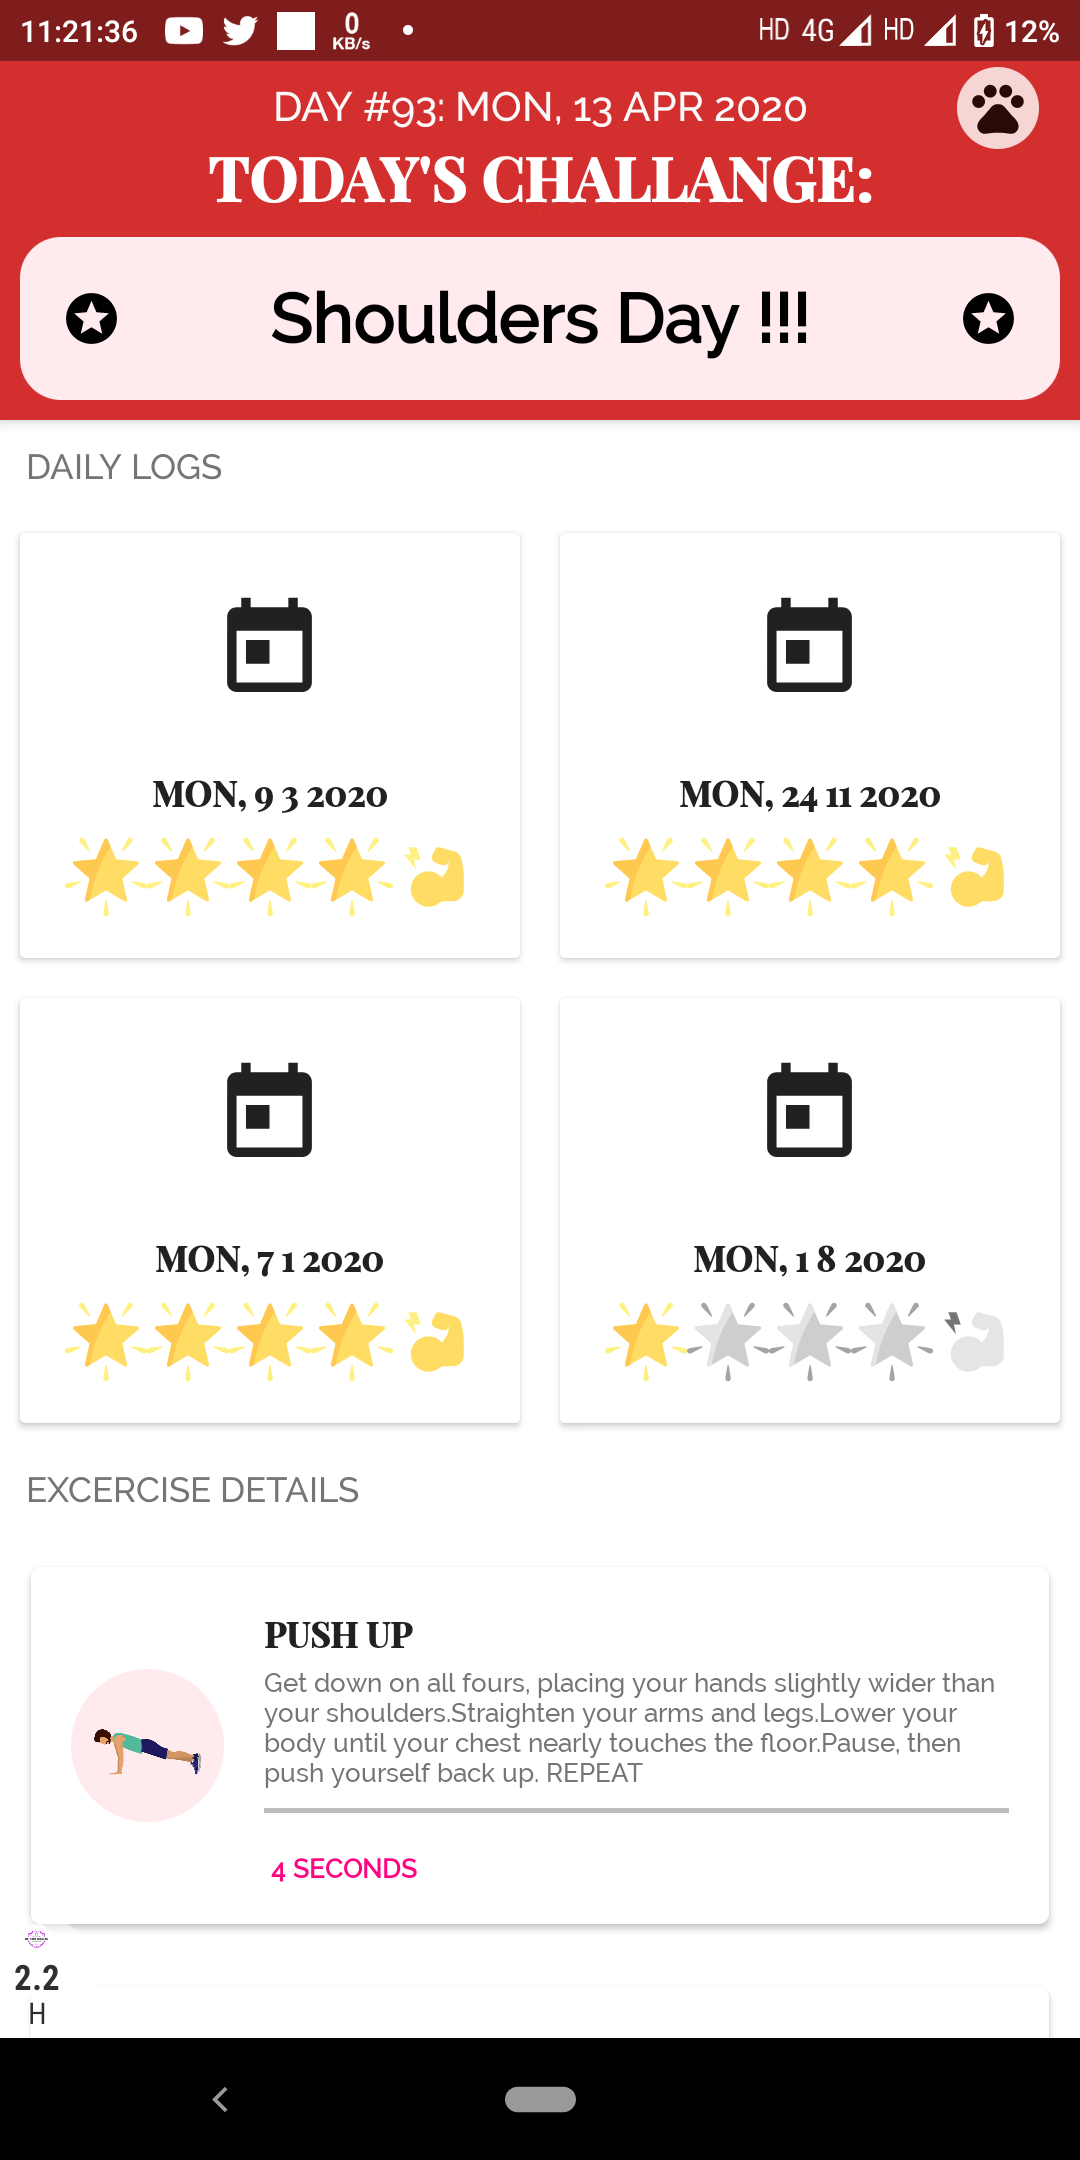 11:21:36 0 KB/s HD 4G HD 12%
DAY #93: MON, 13 APR 2020
TODAY'S CHALLANGE:
Shoulders Day !!!
DAILY LOGS
MON, 9 3 2020
MON, 24 11 2020
MON, 7 1 2020
MON, 1 8 2020
EXCERCISE DETAILS
PUSH UP
Get down on all fours, placing your hands slightly wider than
your shoulders.Straighten your arms and legs.Lower your
body until your chest nearly touches the floor.Pause, then
push yourself back up. REPEAT
4 SECONDS
2.2
H